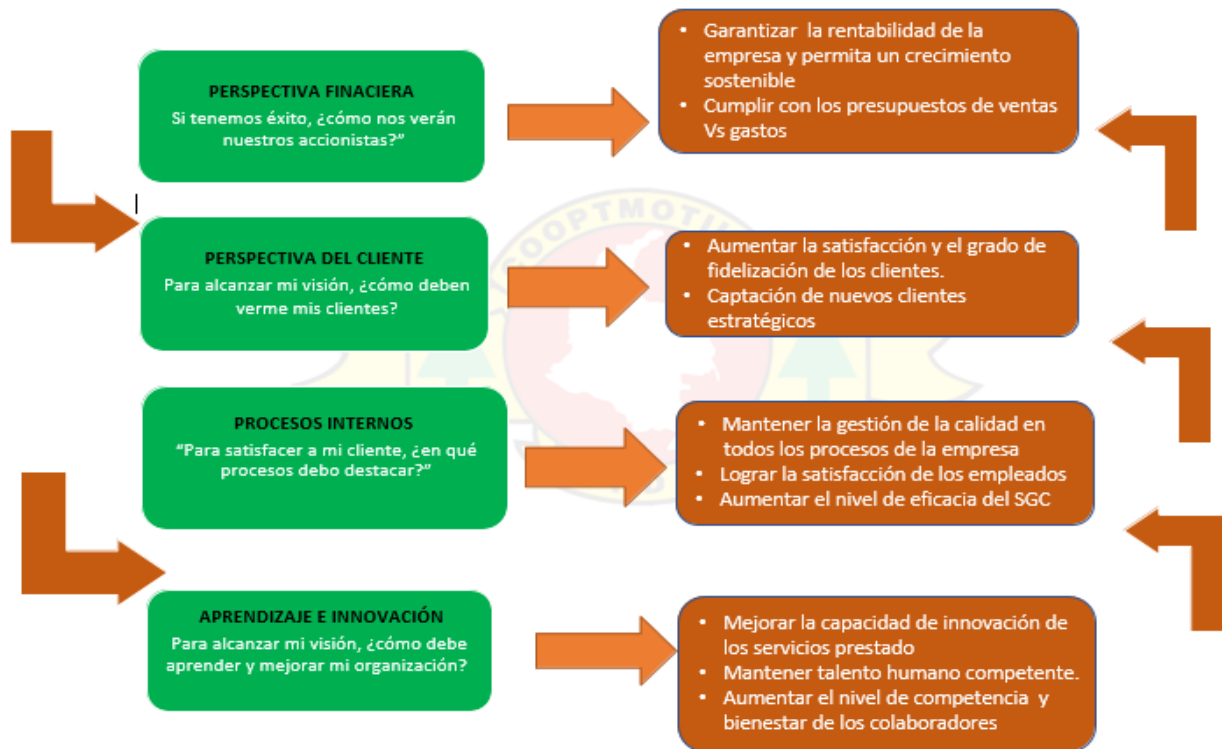 PERSPECTIVA FINACIERA
Si tenemos éxito, ¿cómo nos verán
nuestros accionistas?”
• Garantizar la rentabilidad de la
empresa y permita un crecimiento
sostenible
• Cumplir con los presupuestos de ventas
Vs gastos
PERSPECTIVA DEL CLIENTE
Para alcanzar mi visión, ¿cómo deben
verme mis clientes?
• Aumentar la satisfacción y el grado de
fidelización de los clientes.
• Captación de nuevos clientes
estratégicos
PROCESOS INTERNOS
“Para satisfacer a mi cliente, ¿en qué
procesos debo destacar?”
• Mantener la gestión de la calidad en
todos los procesos de la empresa
• Lograr la satisfacción de los empleados
• Aumentar el nivel de eficacia del SGC
APRENDIZAJE E INNOVACIÓN
Para alcanzar mi visión, ¿cómo debe
aprender y mejorar mi organización?
• Mejorar la capacidad de innovación de
los servicios prestado
• Mantener talento humano competente.
• Aumentar el nivel de competencia y
bienestar de los colaboradores